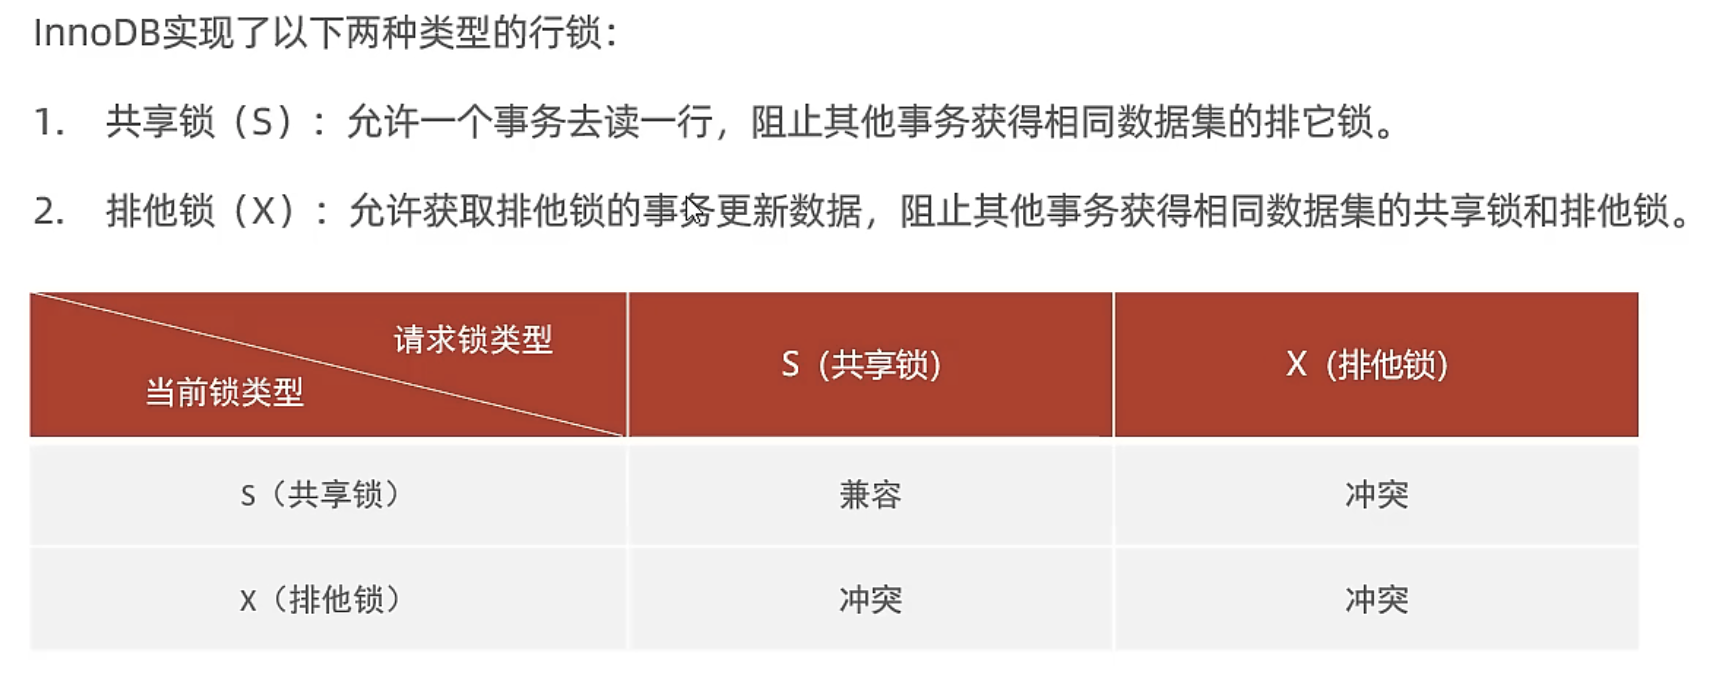 InnoDB实现了以下两种类型的行锁：
1. 共享锁（S）：允许一个事务去读一行，阻止其他事务获得相同数据集的排它锁。
2. 排他锁（X）：允许获取排他锁的事务更新数据，阻止其他事务获得相同数据集的共享锁和排他锁。
请求锁类型
当前锁类型
S（共享锁） X（排他锁）
S（共享锁） 兼容 冲突
X（排他锁） 冲突 冲突